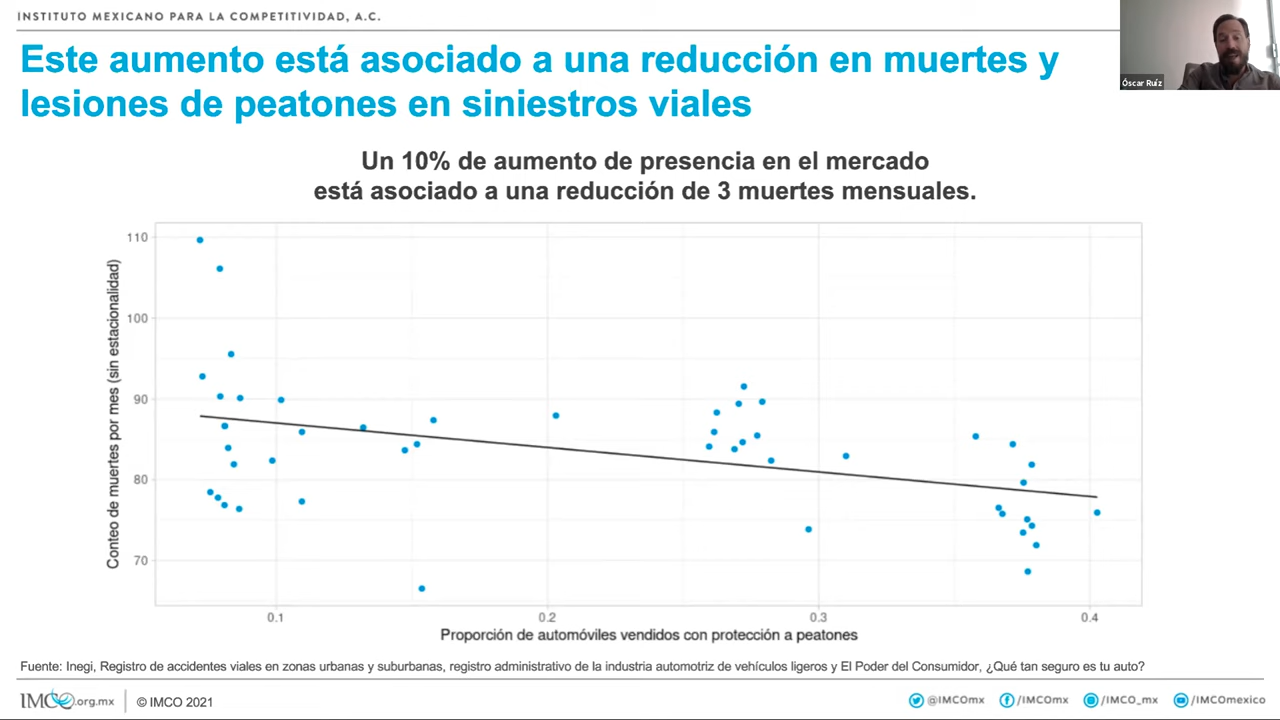 INSTITUTO MEXICANO PARA LA COMPETITIVIDAD, A.C.
Este aumento está asociado a una reducción en muertes y
lesiones de peatones en siniestros viales
Óscar Ruíz
Un 10% de aumento de presencia en el mercado
está asociado a una reducción de 3 muertes mensuales.
Conteo de muertes por mes (sin estacionalidad)
110
100
90
80
70
0.1
0.2
0.3
0.4
Proporción de automóviles vendidos con protección a peatones
Fuente: Inegi, Registro de accidentes viales en zonas urbanas y suburbanas, registro administrativo de la industria automotriz de vehículos ligeros y El Poder del Consumidor, ¿Qué tan seguro es tu auto?
IMCO.org.mx
© IMCO 2021
@IMCOmx
/IMCOmx
/IMCO_mx
/IMCOmexico